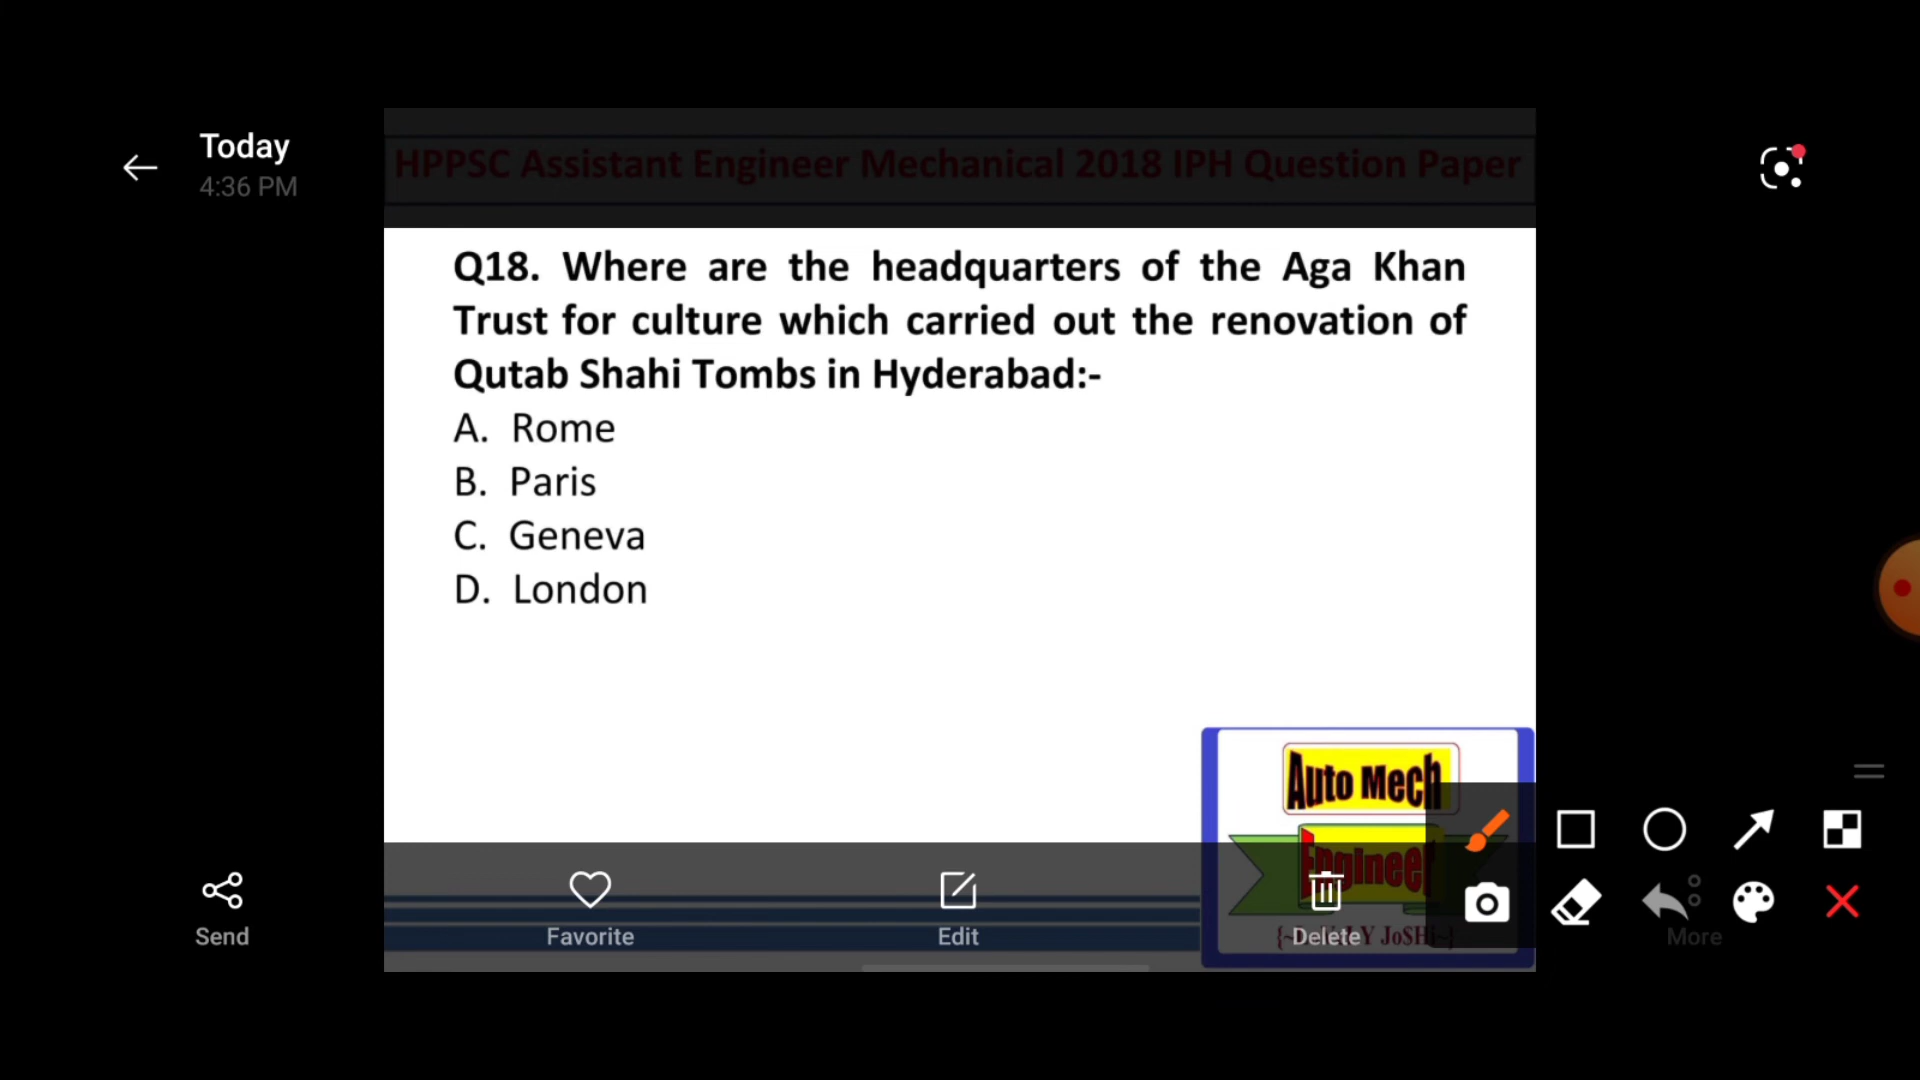 Today
4:36 PM
HPPSC Assistant Engineer Mechanical 2018 IPH Question Paper
Q18. Where are the headquarters of the Aga Khan
Trust for culture which carried out the renovation of
Qutab Shahi Tombs in Hyderabad:-
A. Rome
B. Paris
C. Geneva
D. London
Auto Mech
Engineer
Send
Favorite
Edit
Delete
More